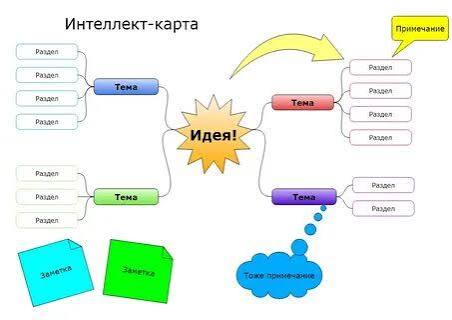 Интеллект-карта
Примечание
Раздел
Раздел
Раздел
Раздел
Тема
Идея!
Тема
Раздел
Раздел
Раздел
Раздел
Раздел
Раздел
Раздел
Тема
Тема
Раздел
Раздел
Заметка
Заметка
Тоже примечание